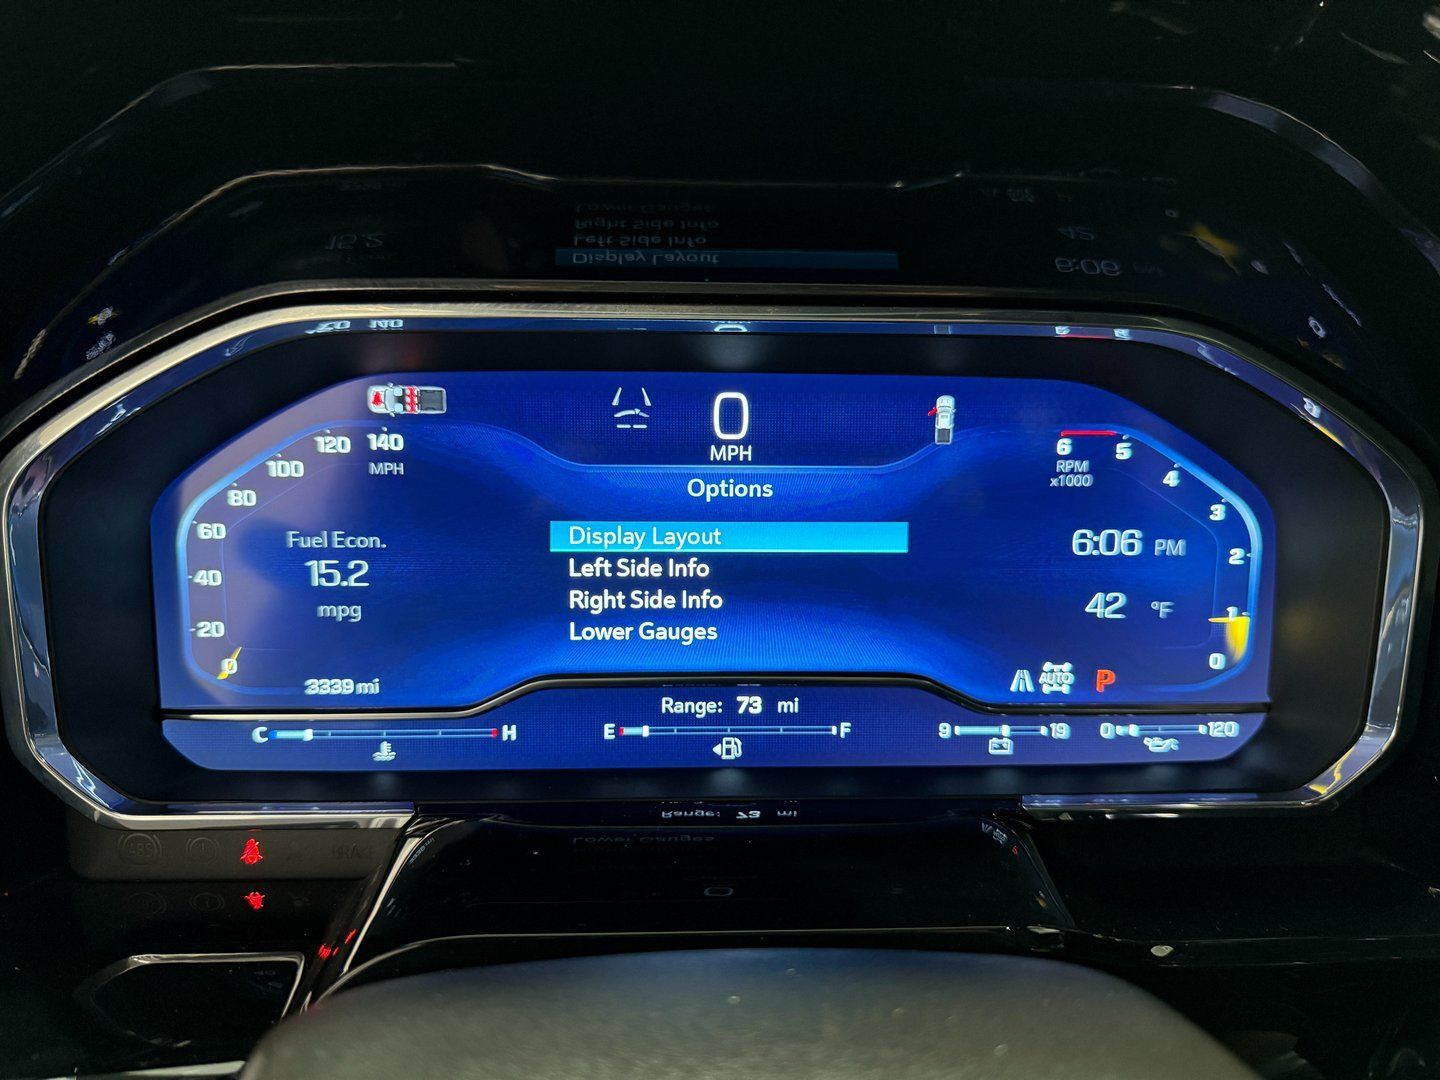 0
MPH
120 140
MPH
100
80
60
40
20
0
Options
Display Layout
Left Side Info
Right Side Info
Lower Gauges
Fuel Econ.
15.2
mpg
3339 mi
6
5
RPM
x1000
4
3
2
1
0
6:06 PM
42 °F
AUTO
P
Range: 73 mi
C H
E F
9 19
0 120
ABS
BRAKE